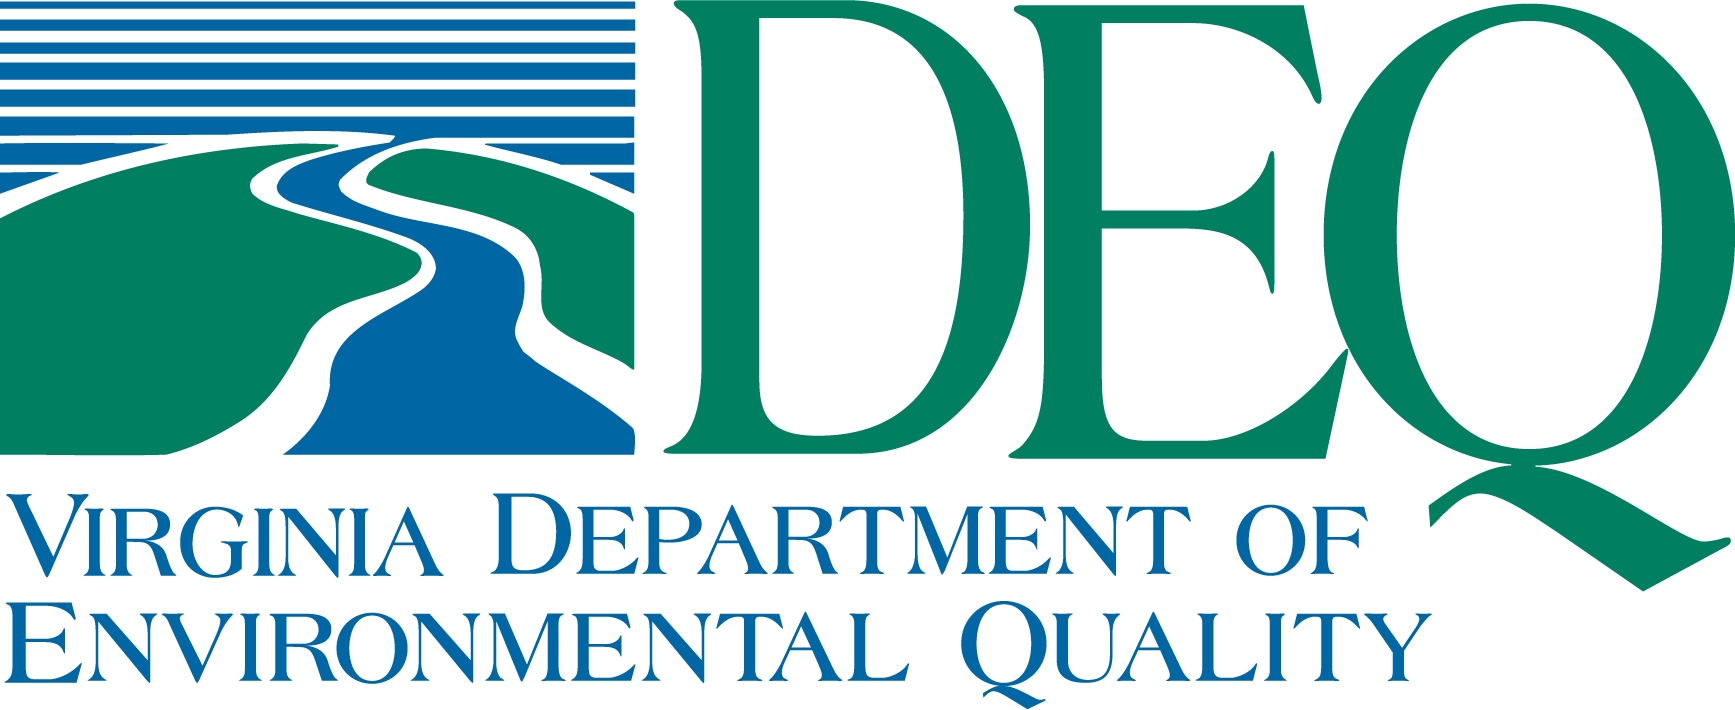 DEQ
VIRGINIA DEPARTMENT OF
ENVIRONMENTAL QUALITY